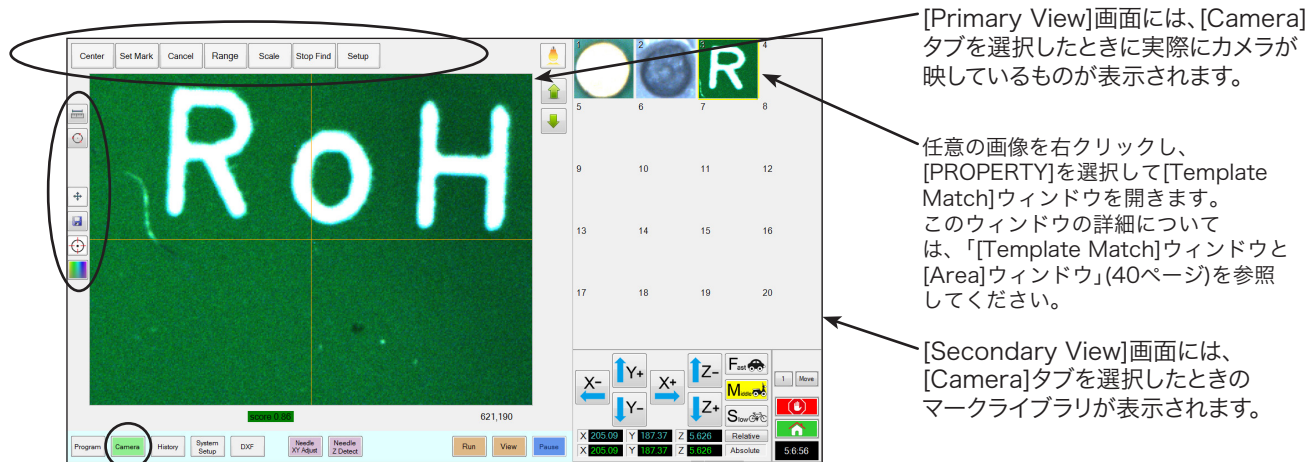 Center Set Mark Cancel Range Scale Stop Find Setup
RoH
score 0.86
621,190
Program Camera History System Setup DXF Needle XY Adjust Needle Z Detect Run View Pause
1 2 3 4
R
5 6 7 8
9 10 11 12
13 14 15 16
17 18 19 20
X- Y+ Y- X+ Z- Z+ Fast Middle Slow
1 Move
X 205.09 Y 187.37 Z 5.626 Relative
X 205.09 Y 187.37 Z 5.626 Absolute
5:6:56
[Primary View]画面には、[Camera]
タブを選択したときに実際にカメラが
映しているものが表示されます。
任意の画像を右クリックし、
[PROPERTY]を選択して[Template
Match]ウィンドウを開きます。
このウィンドウの詳細について
は、「[Template Match]ウィンドウと
[Area]ウィンドウ」(40ページ)を参照
してください。
[Secondary View]画面には、
[Camera]タブを選択したときの
マークライブラリが表示されます。